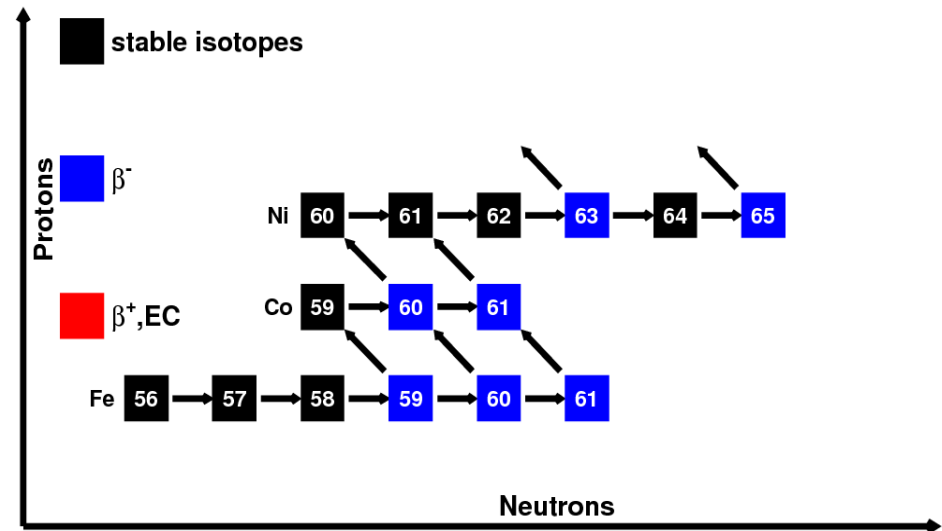 stable isotopes
β-
β+,EC
Protons
Ni 60 61 62 63 64 65
Co 59 60 61
Fe 56 57 58 59 60 61
Neutrons